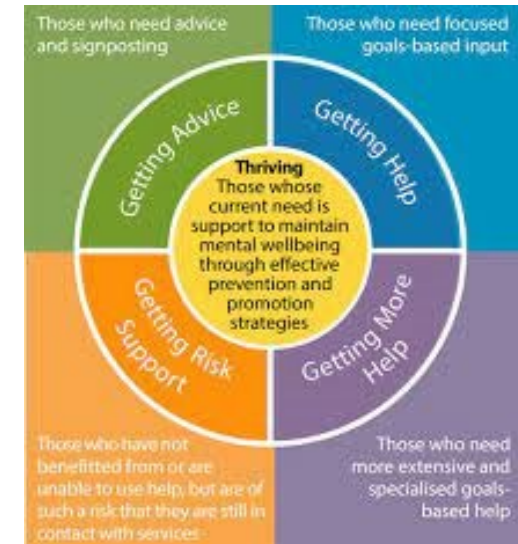 Those who need advice
and signposting
Those who need focused
goals-based input
Getting Advice
Getting Help
Thriving
Those whose
current need is
support to maintain
mental wellbeing
through effective
prevention and
promotion
strategies
Getting Risk
Support
Getting More
Help
Those who have not
benefitted from or are
unable to use help, but are of
such a risk that they are still in
contact with services
Those who need
more extensive and
specialised goals-
based help